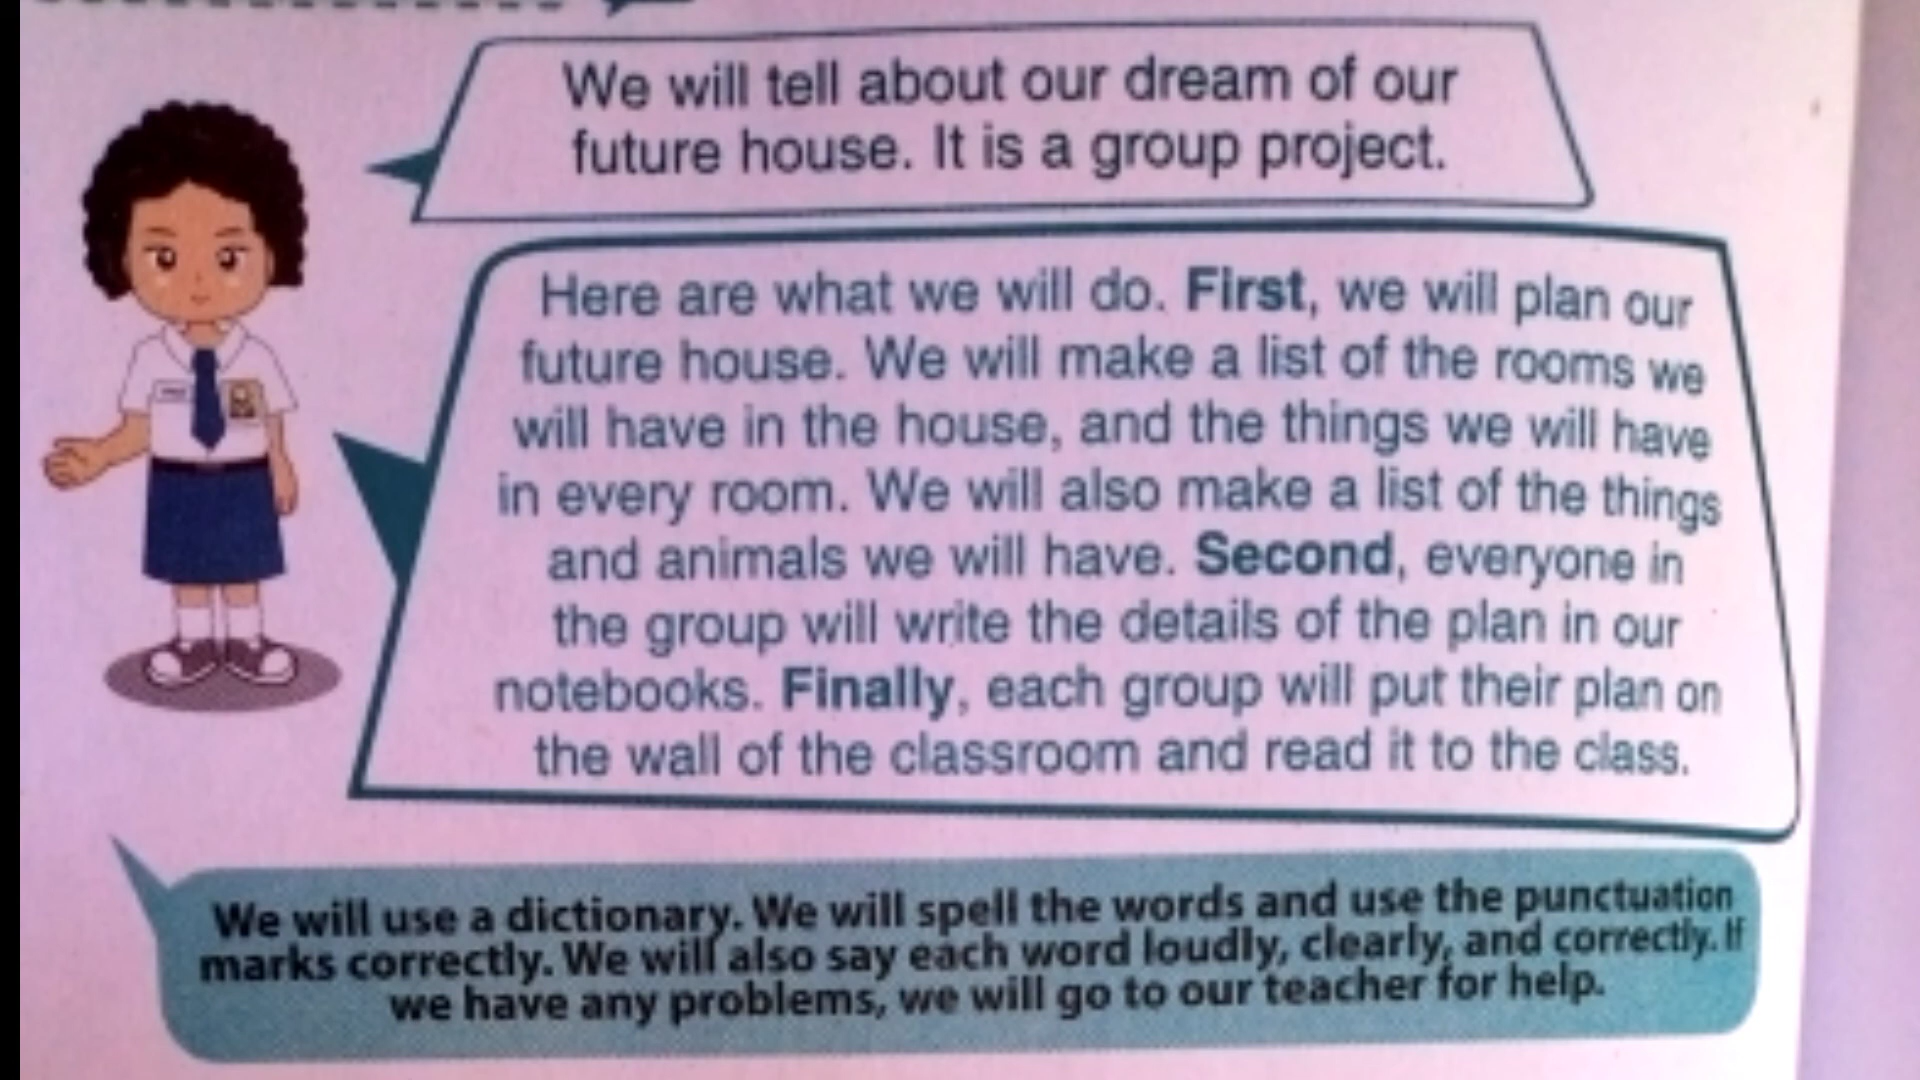 We will tell about our dream of our
future house. It is a group project.
Here are what we will do. First, we will plan our
future house. We will make a list of the rooms we
will have in the house, and the things we will have
in every room. We will also make a list of the things
and animals we will have. Second, everyone in
the group will write the details of the plan in our
notebooks. Finally, each group will put their plan on
the wall of the classroom and read it to the class.
We will use a dictionary. We will spell the words and use the punctuation
marks correctly. We will also say each word loudly, clearly, and correctly. If
we have any problems, we will go to our teacher for help.